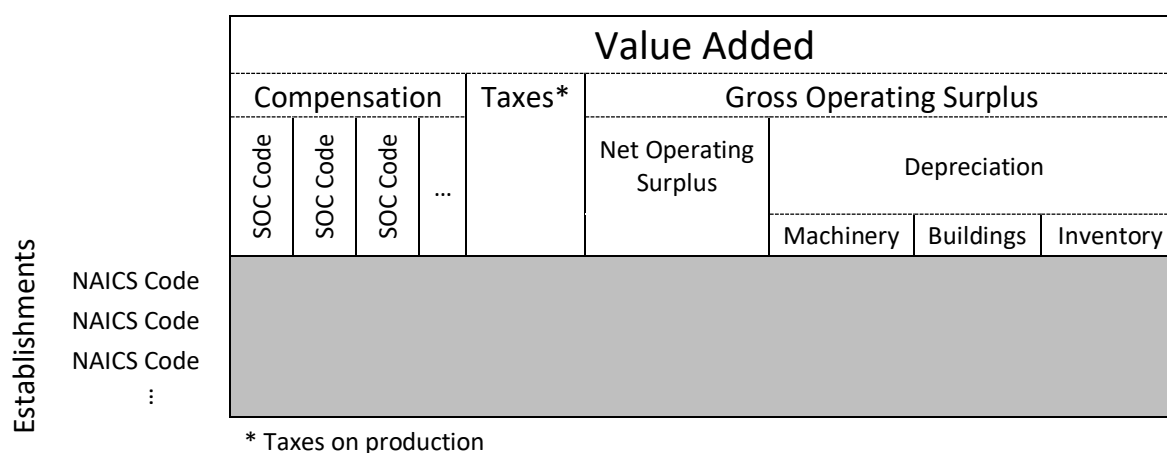 Value Added
Compensation Taxes* Gross Operating Surplus
SOC Code SOC Code SOC Code ...
Net Operating
Surplus
Depreciation
Machinery Buildings Inventory
Establishments
NAICS Code
NAICS Code
NAICS Code
...
* Taxes on production